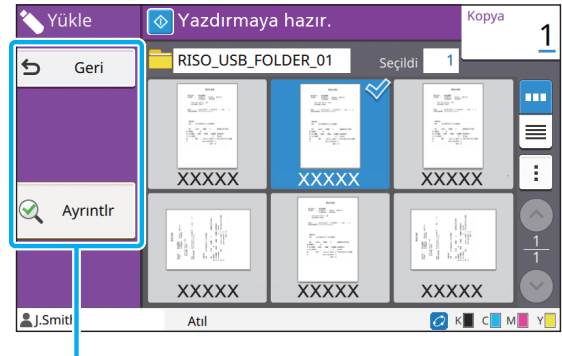 Yükle
Yazdırmaya hazır.
Kopya
1
Geri
RISO_USB_FOLDER_01
Seçildi
1
XXXXX
XXXXX
XXXXX
Ayrıntlr
1
1
XXXXX
XXXXX
XXXXX
J.Smith
Atıl
K
C
M
Y